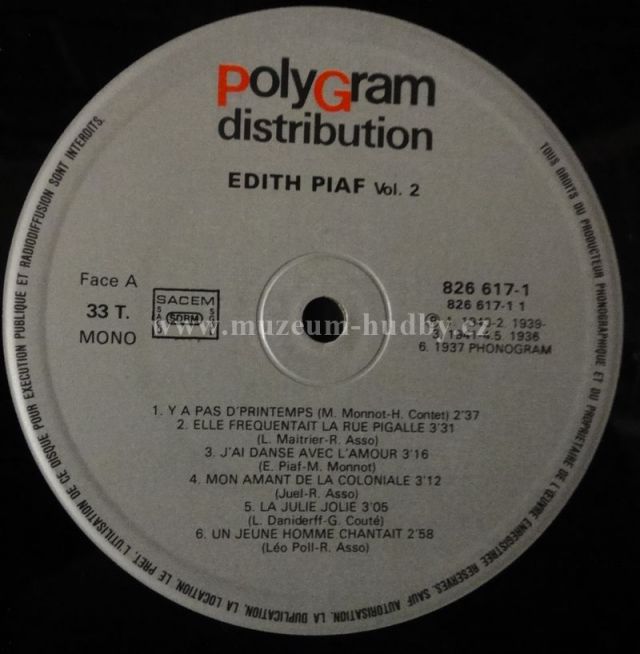 PolyGram
distribution
EDITH PIAF Vol. 2
Face A
33 T.
MONO
SACEM
SDRM
826 617-1
826 617-1 1
6. 1937 PHONOGRAM
www.muzeum-hudby.cz
1. Y A PAS D'PRINTEMPS (M. Monnot-H. Contet) 2'37
2. ELLE FREQUENTAIT LA RUE PIGALLE 3'31
(L. Maitrier-R. Asso)
3. J'AI DANSE AVEC L'AMOUR 3'16
(E. Piaf-M. Monnot)
4. MON AMANT DE LA COLONIALE 3'12
(Juel-R. Asso)
5. LA JULIE JOLIE 3'05
(L. Daniderff-G. Couté)
6. UN JEUNE HOMME CHANTAIT 2'58
(Léo Poll-R. Asso)
TOUS DROITS DU PRODUCTEUR PHONOGRAPHIQUE ET DU PROPRIETAIRE DE L'ŒUVRE ENREGISTREE RESERVES. SAUF AUTORISATION, LA DUPLICATION, LA LOCATION, LE PRET, L'UTILISATION DE CE DISQUE POUR EXECUTION PUBLIQUE ET RADIODIFFUSION SONT INTERDITS.